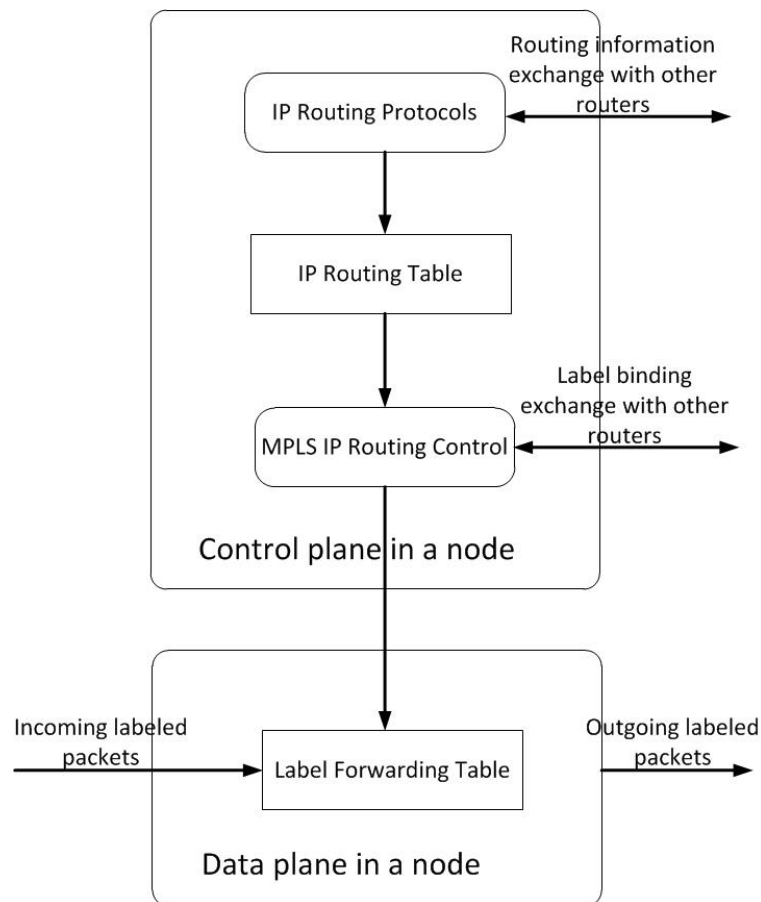 Routing information
exchange with other
routers
IP Routing Protocols
IP Routing Table
Label binding
exchange with other
routers
MPLS IP Routing Control
Control plane in a node
Incoming labeled
packets
Label Forwarding Table
Outgoing labeled
packets
Data plane in a node